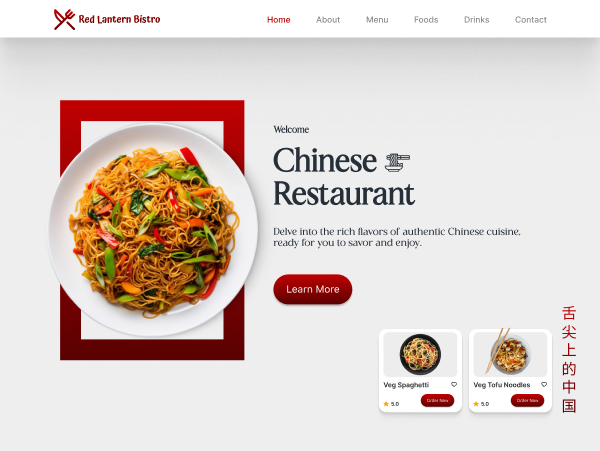 Red Lantern Bistro
Home About Menu Foods Drinks Contact
Welcome
Chinese
Restaurant
Delve into the rich flavors of authentic Chinese cuisine,
ready for you to savor and enjoy.
Learn More
Veg Spaghetti
5.0
Order Now
Veg Tofu Noodles
5.0
Order Now
舌尖上的中国